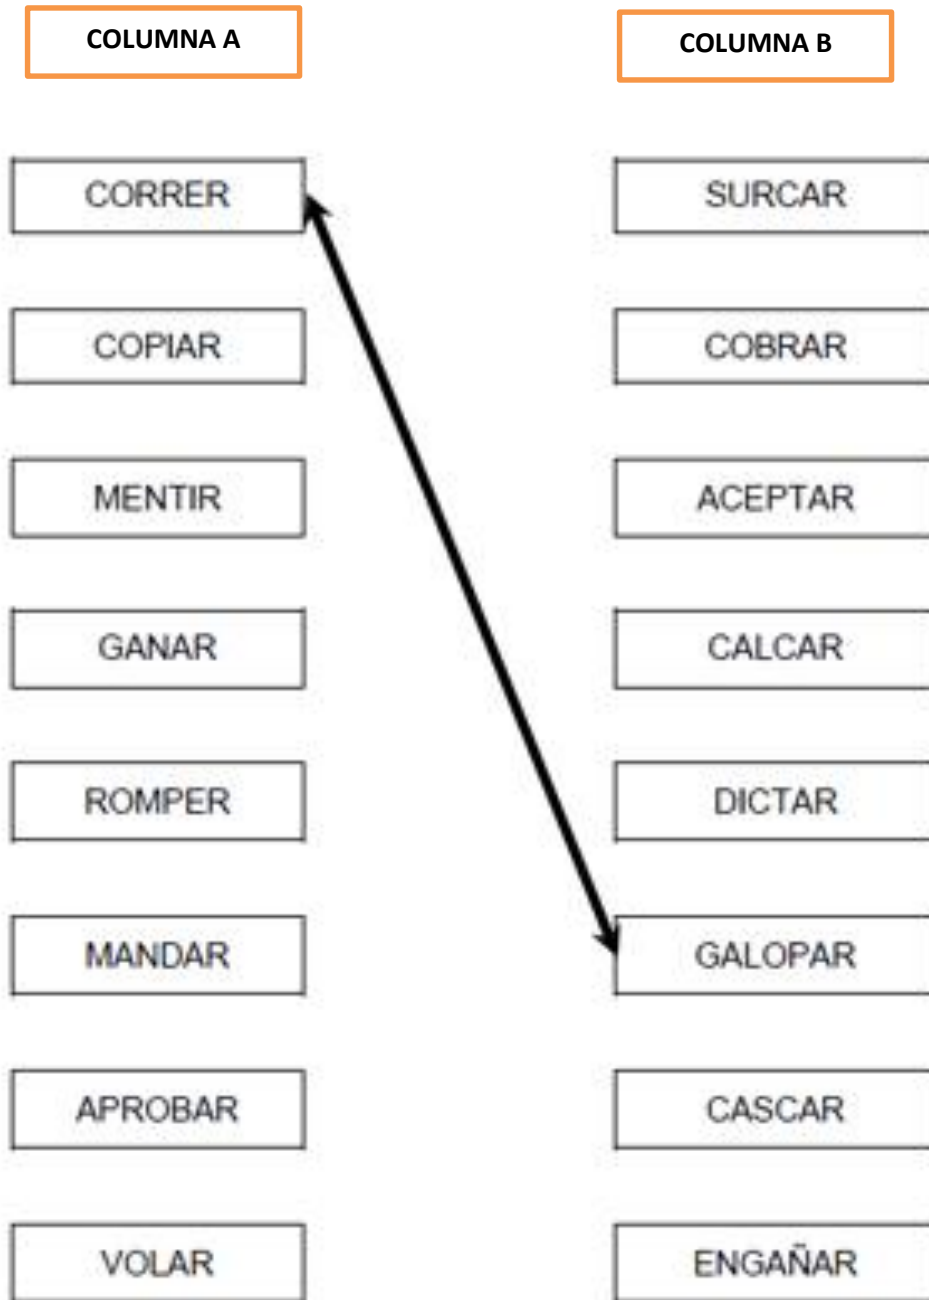 COLUMNA A COLUMNA B
CORRER SURCAR
COPIAR COBRAR
MENTIR ACEPTAR
GANAR CALCAR
ROMPER DICTAR
MANDAR GALOPAR
APROBAR CASCAR
VOLAR ENGAÑAR